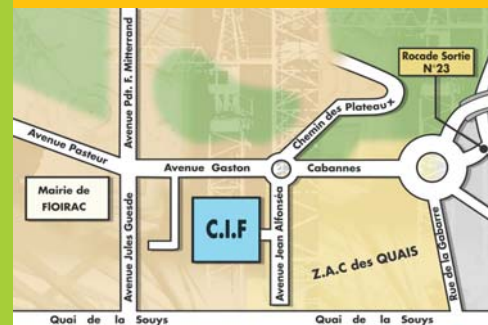 Avenue Pdt. F. Mitterrand
Rocade Sortie
N°23
Chemin des Plateaux
Avenue Pasteur
Avenue Gaston Cabannes
Mairie de
FlOIRAC
Avenue Jules Guesde
C.I.F
Avenue Jean Alfonséa
Z.A.C des QUAIS
Rue de la Gabarre
Quai de la Souys
Quai de la Souys